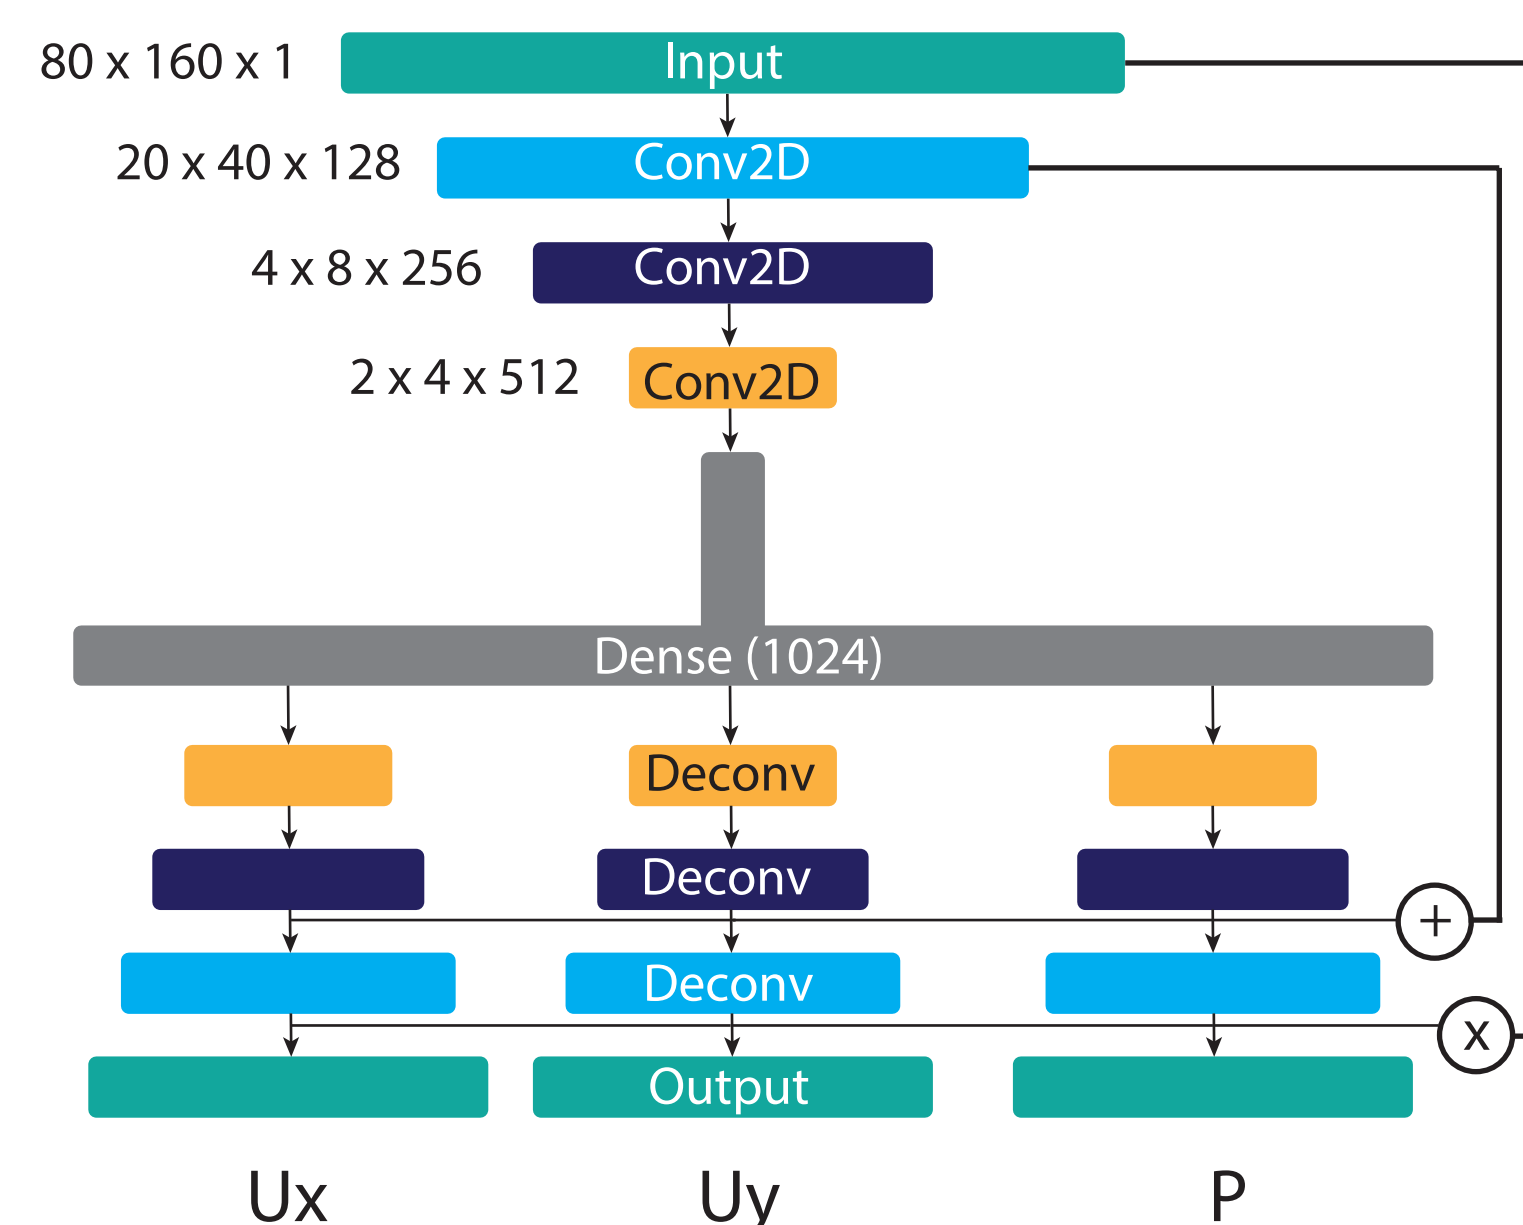 80 x 160 x 1
Input
20 x 40 x 128
Conv2D
4 x 8 x 256
Conv2D
2 x 4 x 512
Conv2D
Dense (1024)
Deconv
Deconv
+
Deconv
x
Output
Ux
Uy
P